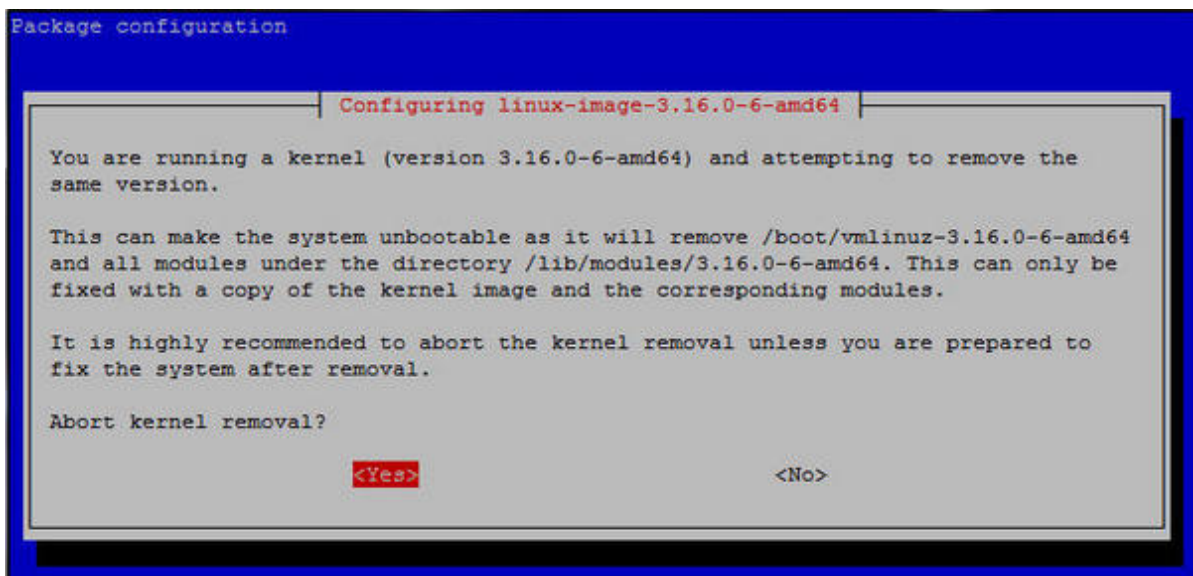 Package configuration
Configuring linux-image-3.16.0-6-amd64
You are running a kernel (version 3.16.0-6-amd64) and attempting to remove the
same version.
This can make the system unbootable as it will remove /boot/vmlinuz-3.16.0-6-amd64
and all modules under the directory /lib/modules/3.16.0-6-amd64. This can only be
fixed with a copy of the kernel image and the corresponding modules.
It is highly recommended to abort the kernel removal unless you are prepared to
fix the system after removal.
Abort kernel removal?
<Yes> <No>